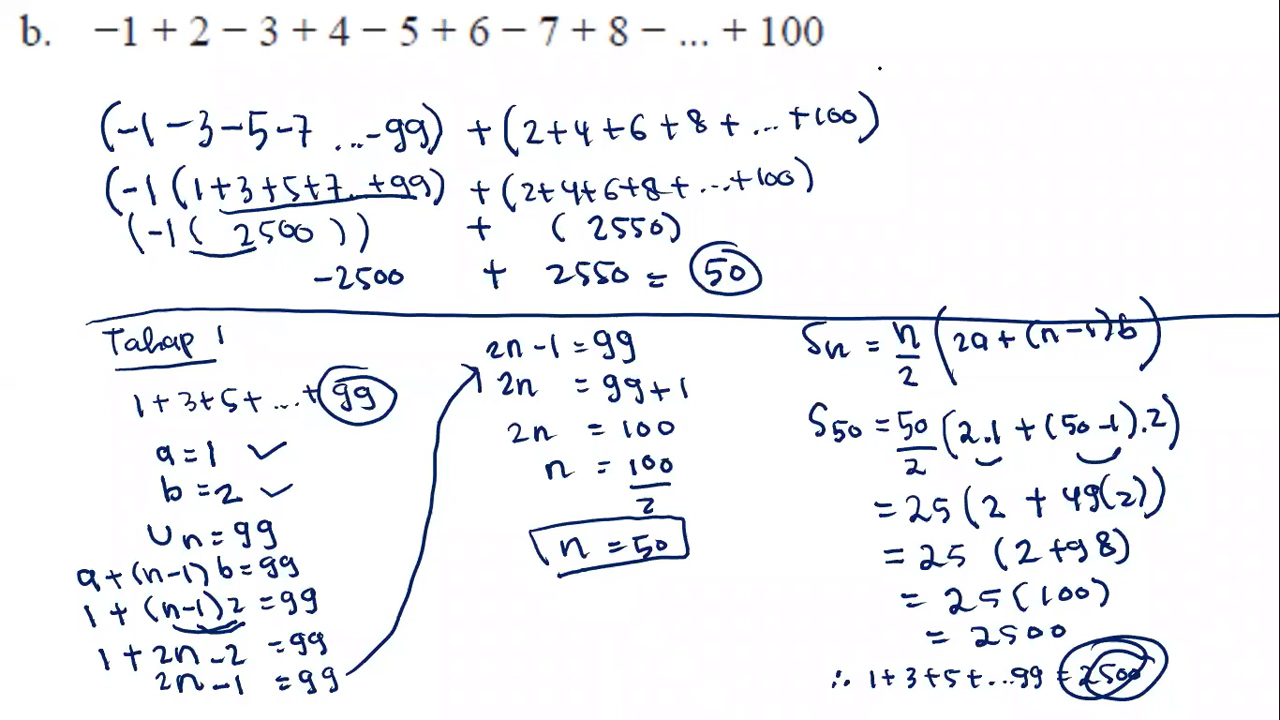 b. −1 + 2 − 3 + 4 − 5 + 6 − 7 + 8 − ... + 100
(-1 - 3 - 5 - 7 ... - 99) + (2 + 4 + 6 + 8 + ... + 100)
(-1 (1 + 3 + 5 + 7 .. + 99) + (2 + 4 + 6 + 8 + ... + 100)
(-1 ( 2500 )) + ( 2550)
-2500 + 2550 = 50
Tahap 1
1 + 3 + 5 + ... + 99
a = 1 ✓
b = 2 ✓
Un = 99
a + (n-1) b = 99
1 + (n-1) 2 = 99
1 + 2n - 2 = 99
2n - 1 = 99
2n - 1 = 99
2n = 99 + 1
2n = 100
n = 100/2
n = 50
Sn = n/2 (2a + (n-1) b)
S50 = 50/2 (2.1 + (50-1).2)
= 25 (2 + 49(2))
= 25 (2 + 98)
= 25 (100)
= 2500
∴ 1 + 3 + 5 + ... 99 = 2500